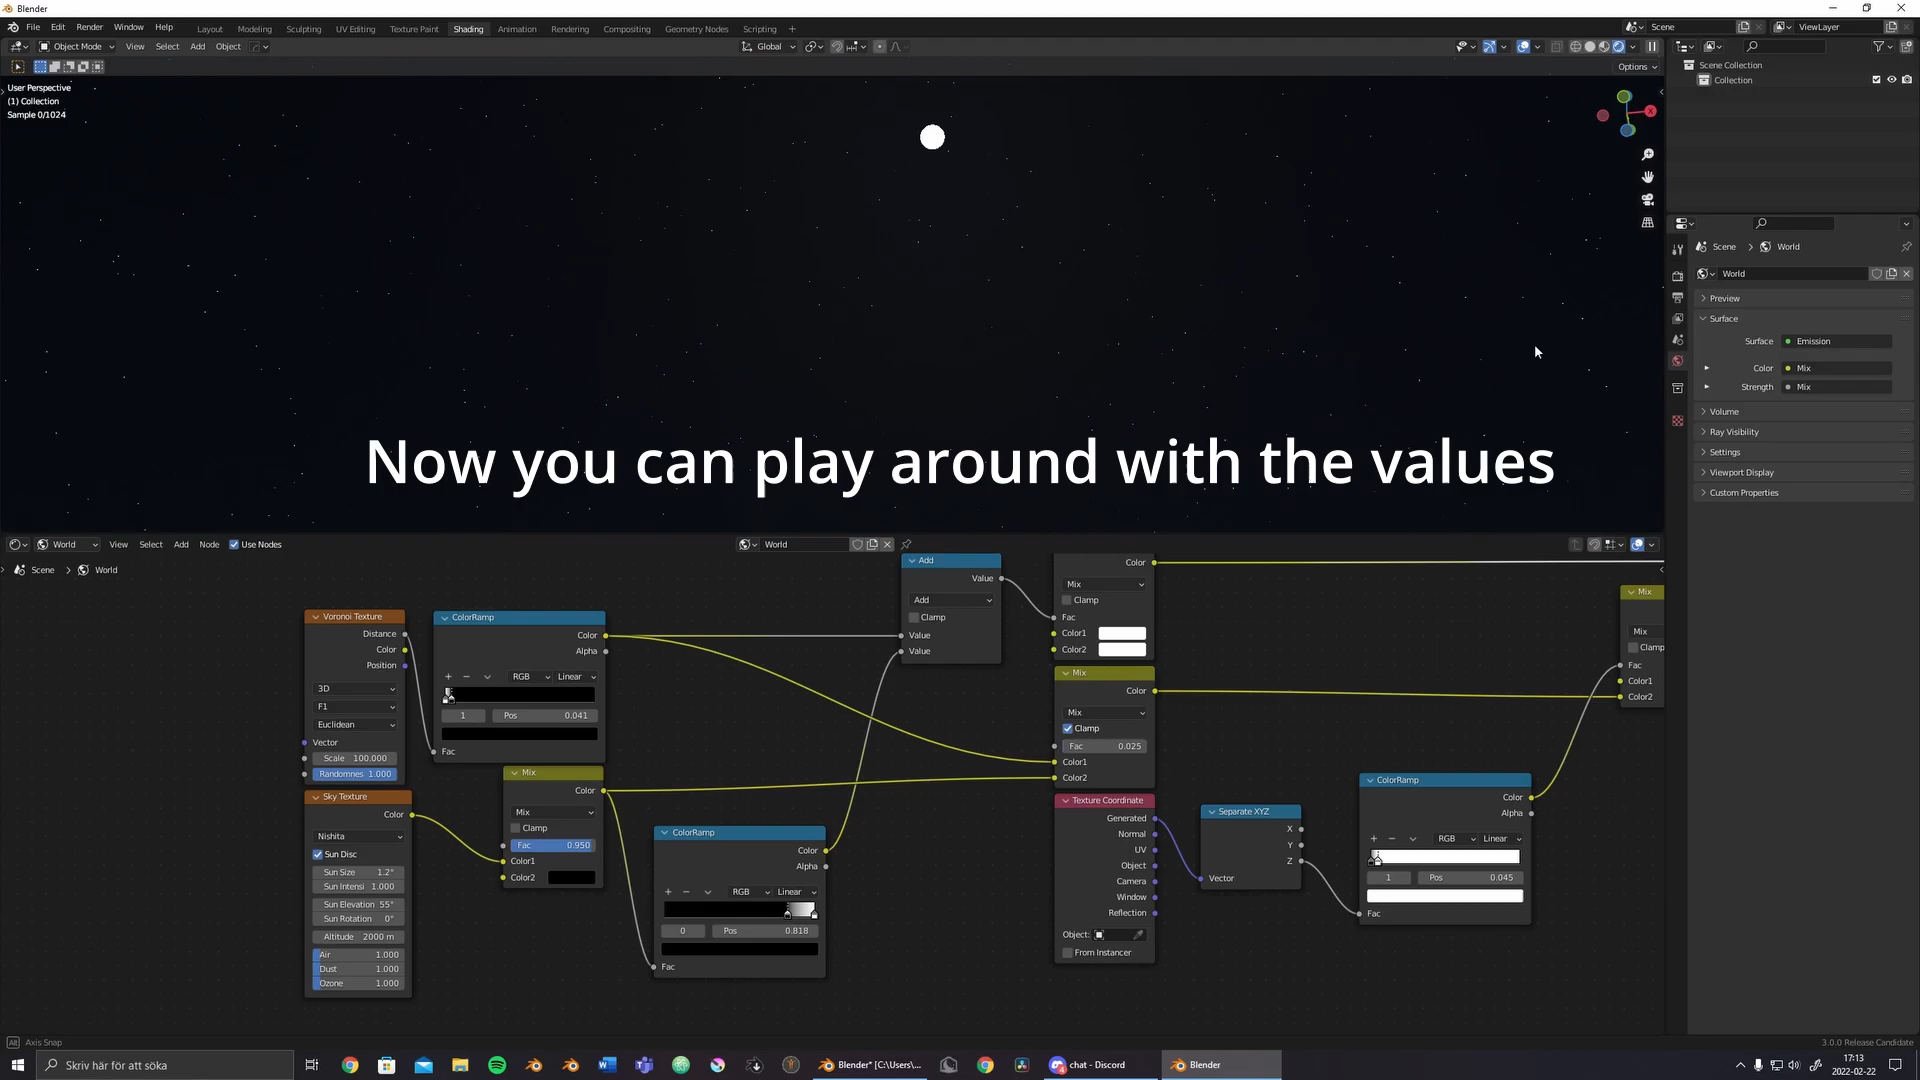 Blender
File Edit Render Window Help
Layout Modeling Sculpting UV Editing Texture Paint Shading Animation Rendering Compositing Geometry Nodes Scripting +
Scene
ViewLayer
Object Mode View Select Add Object
Global
Options
User Perspective
(1) Collection
Sample 0/1024
X
Scene Collection
Collection
Scene > World
World
Preview
Surface
Surface Emission
Color Mix
Strength Mix
Volume
Ray Visibility
Settings
Viewport Display
Custom Properties
Now you can play around with the values
World View Select Add Node Use Nodes
World
Scene > World
Voronoi Texture
Distance
Color
Position
3D
F1
Euclidean
Vector
Scale 100.000
Randomnes 1.000
ColorRamp
Color
Alpha
+ − RGB Linear
1 Pos 0.041
Fac
Sky Texture
Color
Nishita
Sun Disc
Sun Size 1.2°
Sun Intensi 1.000
Sun Elevation 55°
Sun Rotation 0°
Altitude 2000 m
Air 1.000
Dust 1.000
Ozone 1.000
Mix
Color
Mix
Clamp
Fac 0.950
Color1
Color2
ColorRamp
Color
Alpha
+ − RGB Linear
0 Pos 0.818
Fac
Add
Value
Add
Clamp
Value
Value
Color
Mix
Clamp
Fac
Color1
Color2
Mix
Color
Mix
Clamp
Fac 0.025
Color1
Color2
Texture Coordinate
Generated
Normal
UV
Object
Camera
Window
Reflection
Object:
From Instancer
Separate XYZ
X
Y
Z
Vector
ColorRamp
Color
Alpha
+ − RGB Linear
1 Pos 0.045
Fac
Mix
Mix
Clamp
Fac
Color1
Color2
Alt Axis Snap
3.0.0 Release Candidate
Skriv här för att söka
Blender* [C:\Users\...
chat - Discord
Blender
17:13
2022-02-22